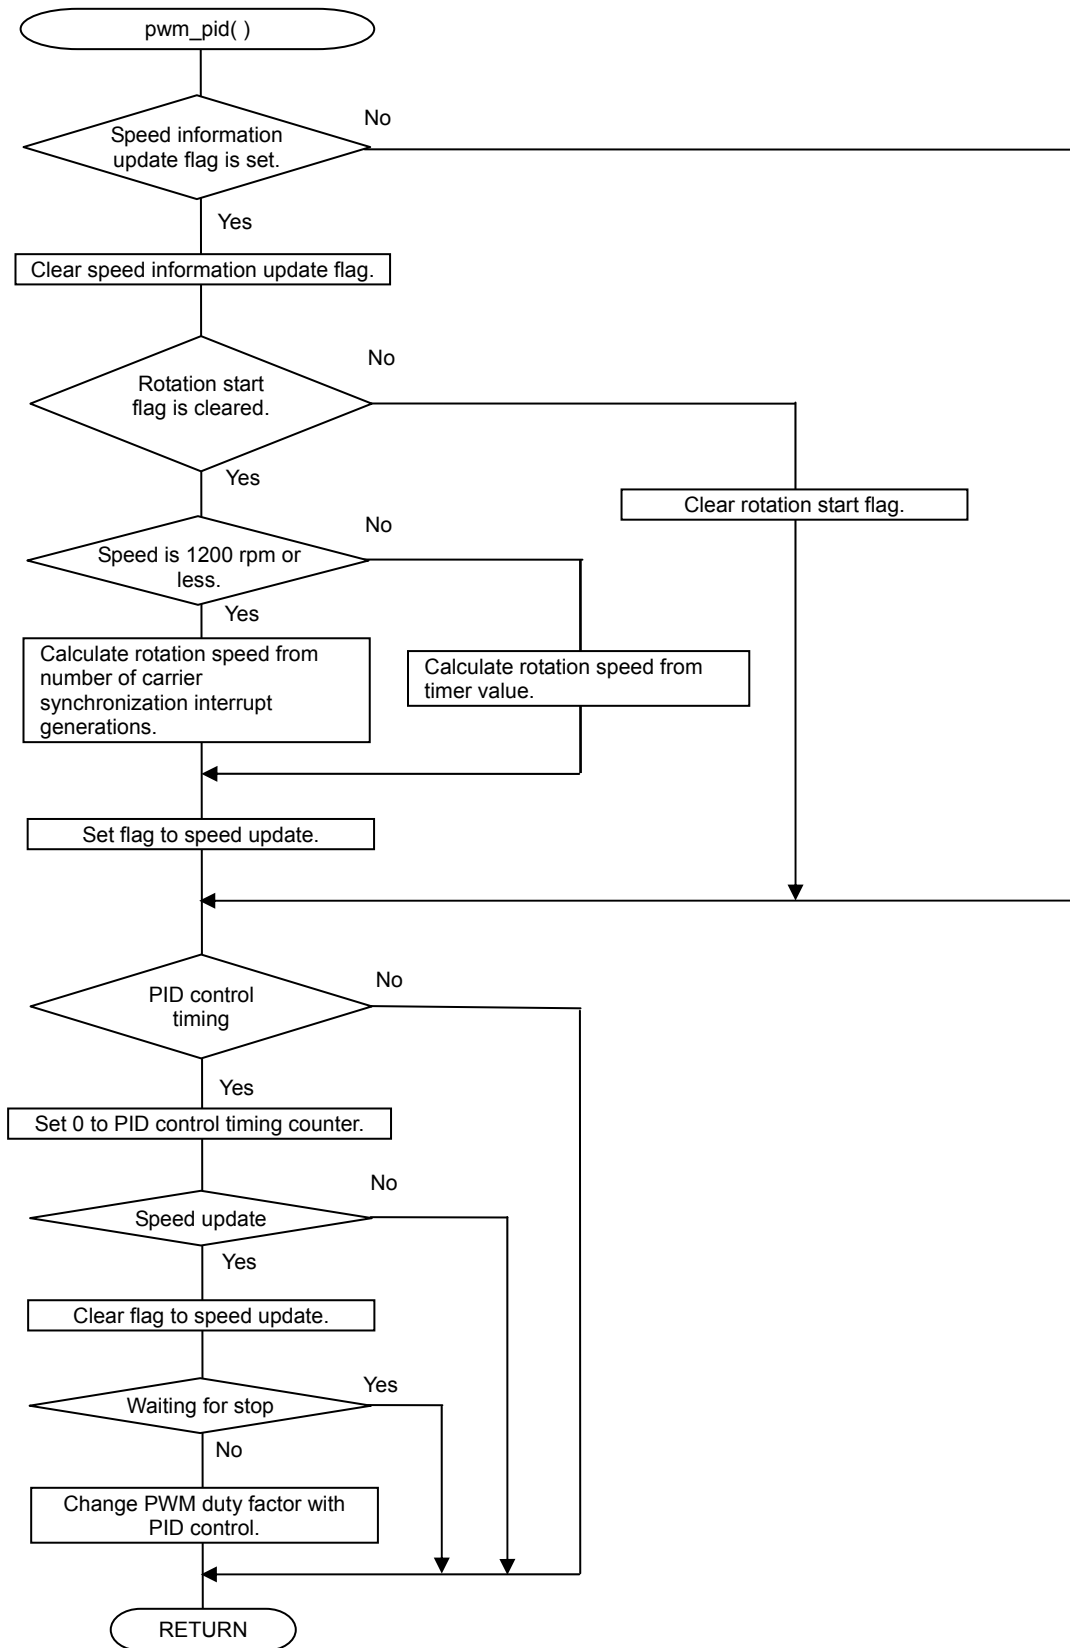 pwm_pid( )
Speed information
update flag is set.
No
Yes
Clear speed information update flag.
Rotation start
flag is cleared.
No
Yes
Clear rotation start flag.
Speed is 1200 rpm or
less.
No
Yes
Calculate rotation speed from
number of carrier
synchronization interrupt
generations.
Calculate rotation speed from
timer value.
Set flag to speed update.
PID control
timing
No
Yes
Set 0 to PID control timing counter.
Speed update
No
Yes
Clear flag to speed update.
Waiting for stop
Yes
No
Change PWM duty factor with
PID control.
RETURN